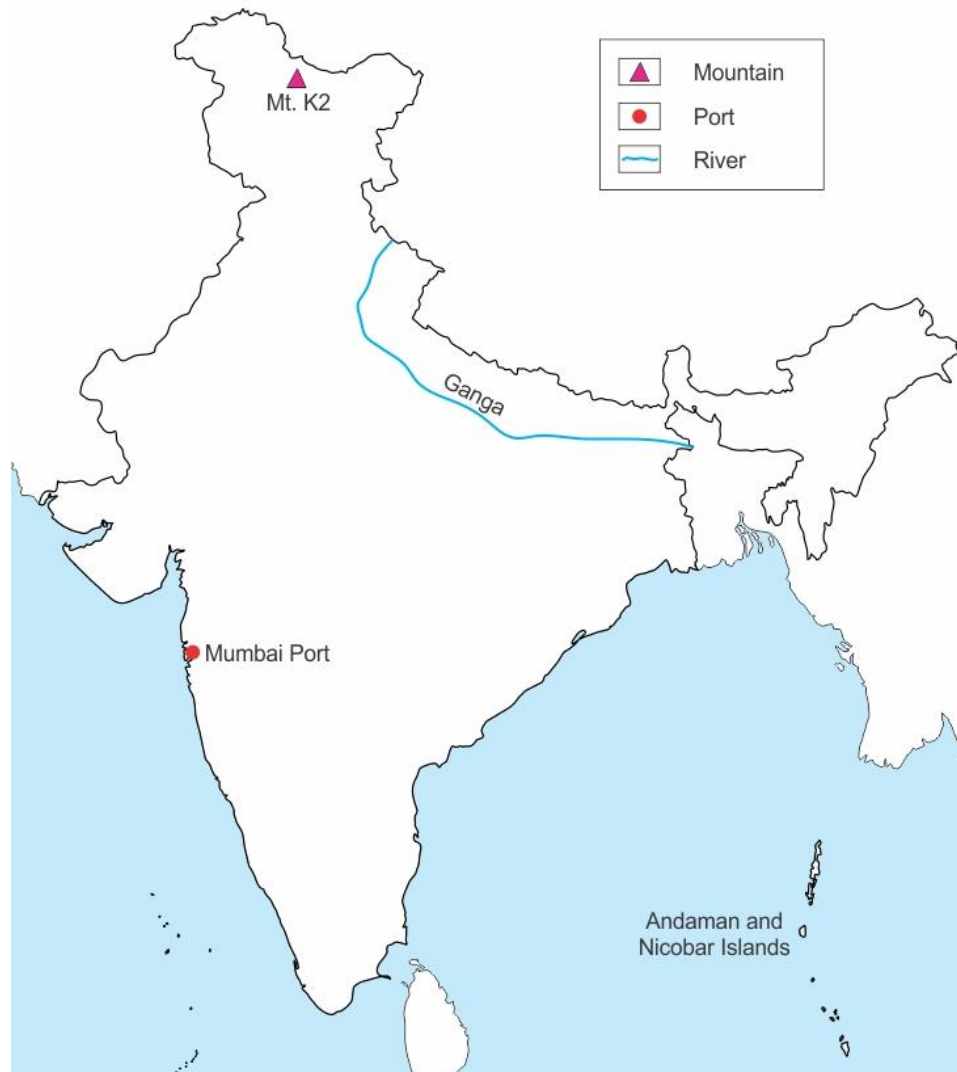 Mountain
Mt. K2
Port
River
Ganga
Mumbai Port
Andaman and
Nicobar Islands